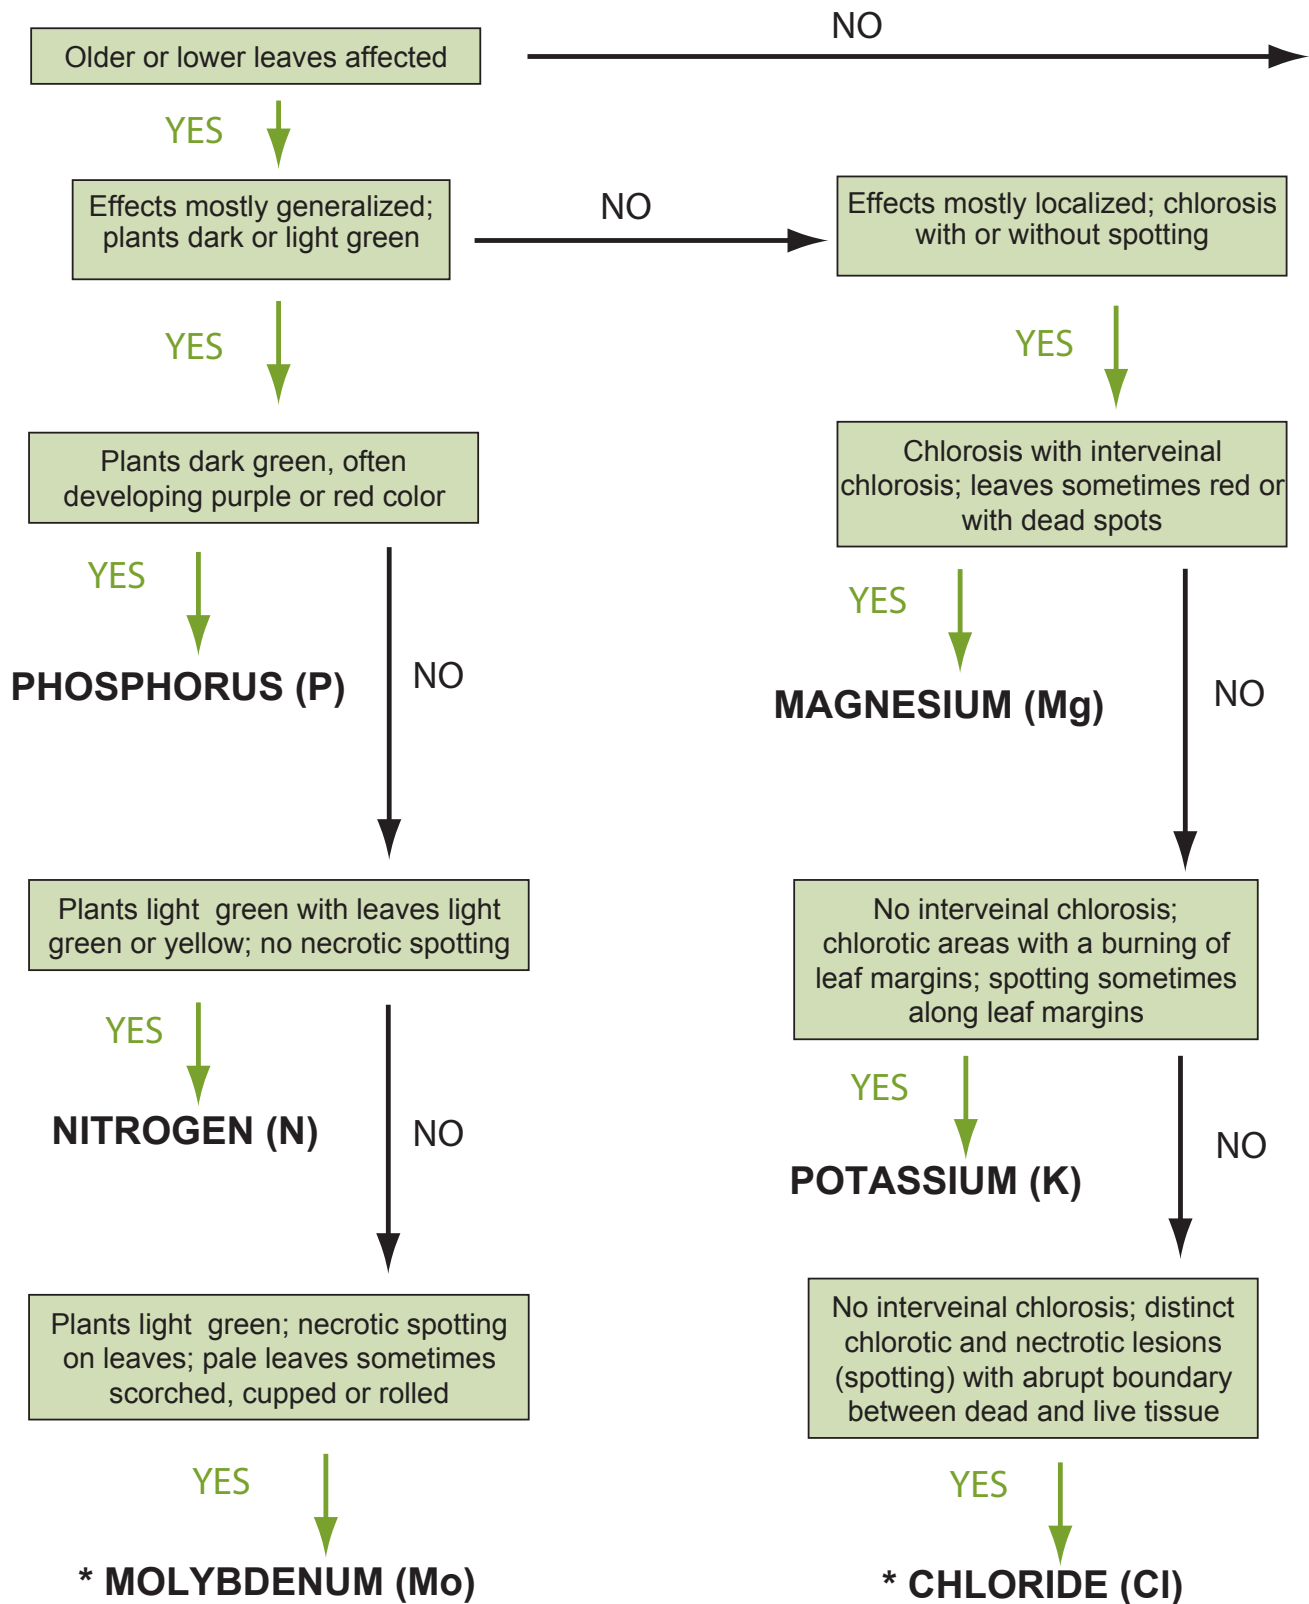 NO
Older or lower leaves affected
YES
Effects mostly generalized;
plants dark or light green
NO
Effects mostly localized; chlorosis
with or without spotting
YES
YES
Plants dark green, often
developing purple or red color
Chlorosis with interveinal
chlorosis; leaves sometimes red or
with dead spots
YES
YES
PHOSPHORUS (P)
NO
MAGNESIUM (Mg)
NO
Plants light green with leaves light
green or yellow; no necrotic spotting
No interveinal chlorosis;
chlorotic areas with a burning of
leaf margins; spotting sometimes
along leaf margins
YES
YES
NITROGEN (N)
NO
POTASSIUM (K)
NO
Plants light green; necrotic spotting
on leaves; pale leaves sometimes
scorched, cupped or rolled
No interveinal chlorosis; distinct
chlorotic and nectrotic lesions
(spotting) with abrupt boundary
between dead and live tissue
YES
YES
* MOLYBDENUM (Mo)
* CHLORIDE (Cl)